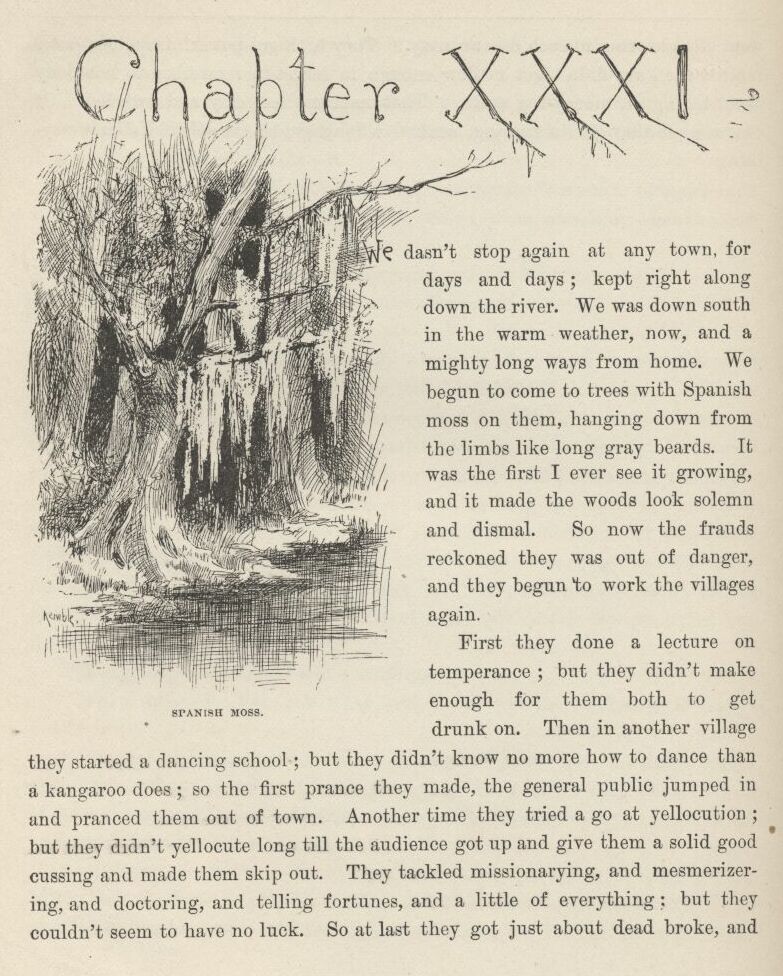 Chapter XXXI
We dasn't stop again at any town, for
days and days; kept right along
down the river. We was down south
in the warm weather, now, and a
mighty long ways from home. We
begun to come to trees with Spanish
moss on them, hanging down from
the limbs like long gray beards. It
was the first I ever see it growing,
and it made the woods look solemn
and dismal. So now the frauds
reckoned they was out of danger,
and they begun to work the villages
again.
First they done a lecture on
temperance; but they didn't make
enough for them both to get
drunk on. Then in another village
Kemble
SPANISH MOSS.
they started a dancing school; but they didn't know no more how to dance than
a kangaroo does; so the first prance they made, the general public jumped in
and pranced them out of town. Another time they tried a go at yellocution;
but they didn't yellocute long till the audience got up and give them a solid good
cussing and made them skip out. They tackled missionarying, and mesmerizer-
ing, and doctoring, and telling fortunes, and a little of everything; but they
couldn't seem to have no luck. So at last they got just about dead broke, and